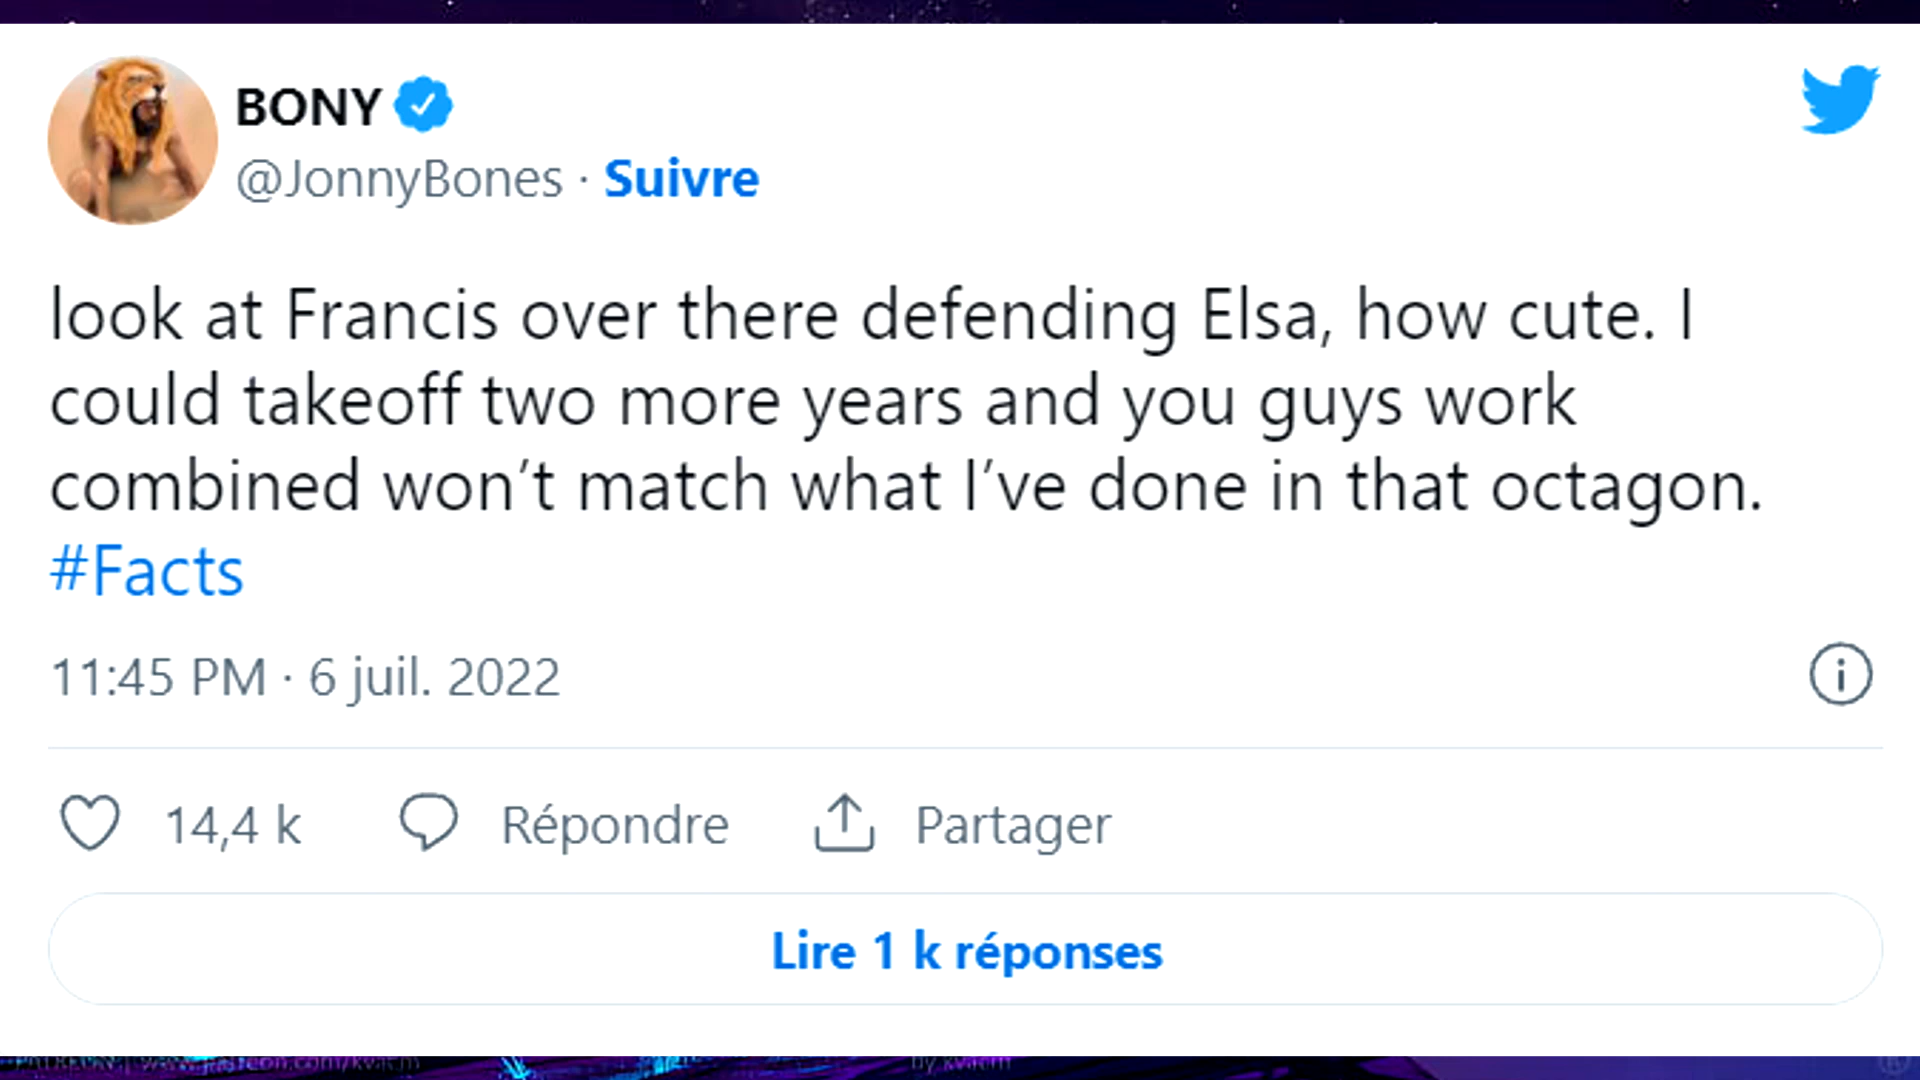 BONY
@JonnyBones · Suivre
look at Francis over there defending Elsa, how cute. I
could takeoff two more years and you guys work
combined won’t match what I’ve done in that octagon.
#Facts
11:45 PM · 6 juil. 2022
14,4 k Répondre Partager
Lire 1 k réponses